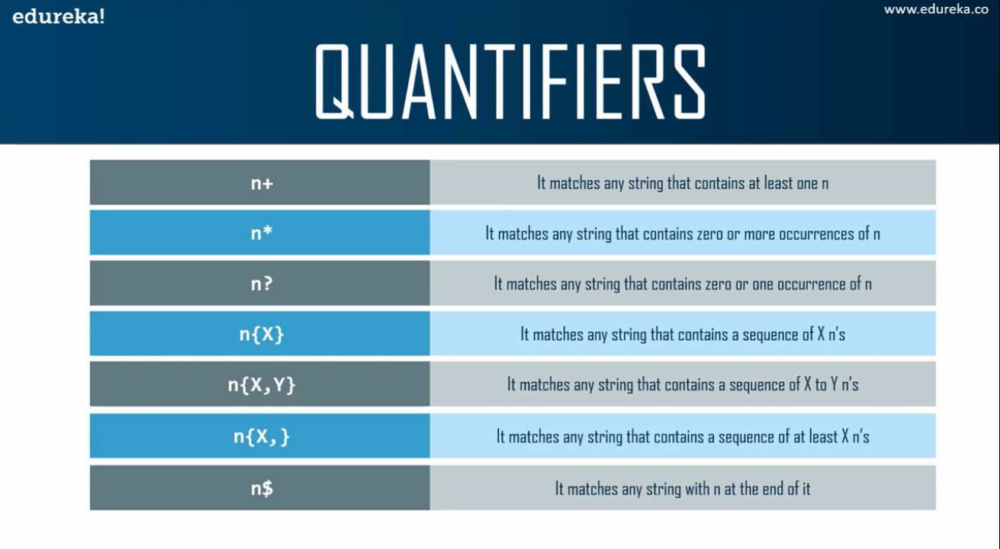 edureka!
www.edureka.co
QUANTIFIERS
n+
It matches any string that contains at least one n
n*
It matches any string that contains zero or more occurrences of n
n?
It matches any string that contains zero or one occurrence of n
n{X}
It matches any string that contains a sequence of X n's
n{X,Y}
It matches any string that contains a sequence of X to Y n's
n{X,}
It matches any string that contains a sequence of at least X n's
n$
It matches any string with n at the end of it